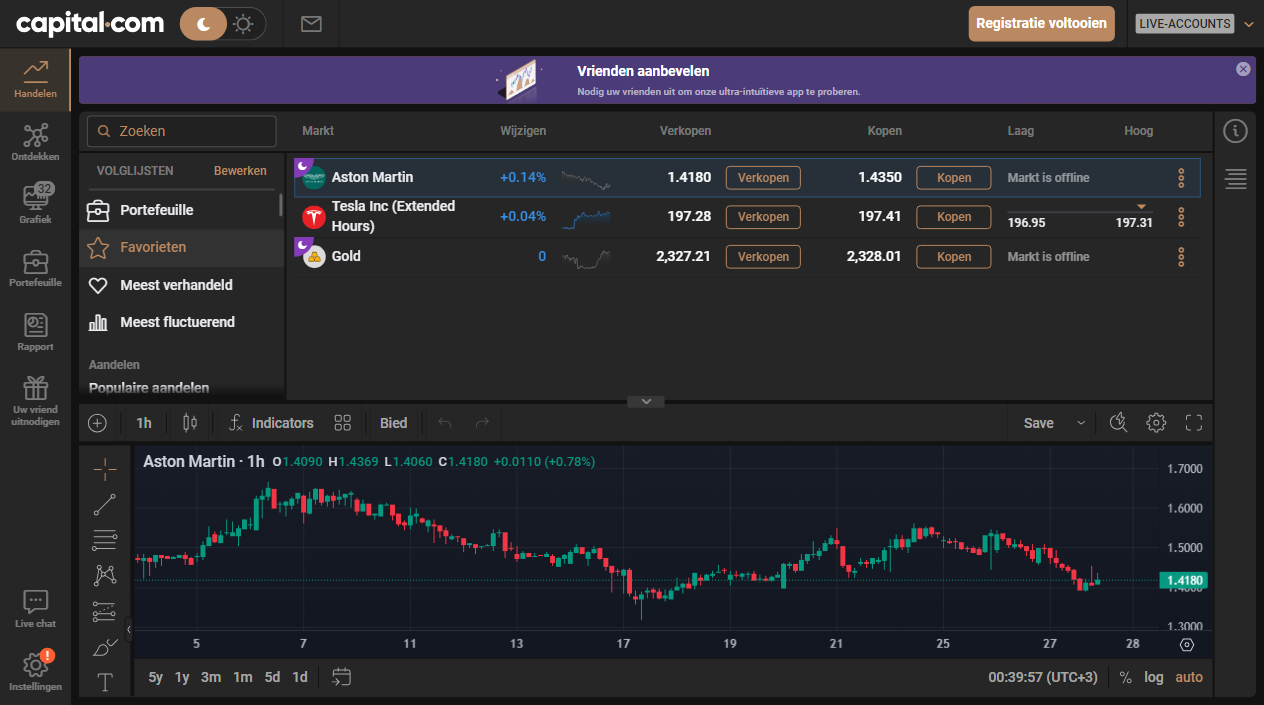 capital.com
Registratie voltooien
LIVE-ACCOUNTS
Handelen
Ontdekken
32
Grafiek
Portefeuille
Rapport
Uw vriend
uitnodigen
Live chat
!
Instellingen
Vrienden aanbevelen
Nodig uw vrienden uit om onze ultra-intuïtieve app te proberen.
Zoeken
VOLGLIJSTEN Bewerken
Portefeuille
Favorieten
Meest verhandeld
Meest fluctuerend
Aandelen
Populaire aandelen
Markt Wijzigen Verkopen Kopen Laag Hoog
Aston Martin +0.14% 1.4180 Verkopen 1.4350 Kopen Markt is offline
Tesla Inc (Extended
Hours) +0.04% 197.28 Verkopen 197.41 Kopen 196.95 197.31
Gold 0 2,327.21 Verkopen 2,328.01 Kopen Markt is offline
1h Indicators Bied Save
Aston Martin · 1h O1.4090 H1.4369 L1.4060 C1.4180 +0.0110 (+0.78%)
1.7000
1.6000
1.5000
1.4180
1.4000
1.3000
5 7 11 13 17 19 21 25 27 28
5y 1y 3m 1m 5d 1d 00:39:57 (UTC+3) % log auto